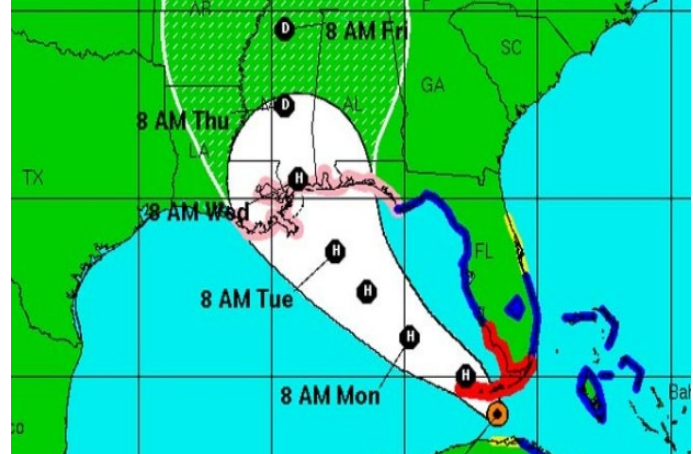 AR
D
8 AM Fri
SC
GA
D
AL
8 AM Thu
LA
TX
H
8 AM Wed
FL
H
8 AM Tue
H
H
8 AM Mon
H
Bah
co